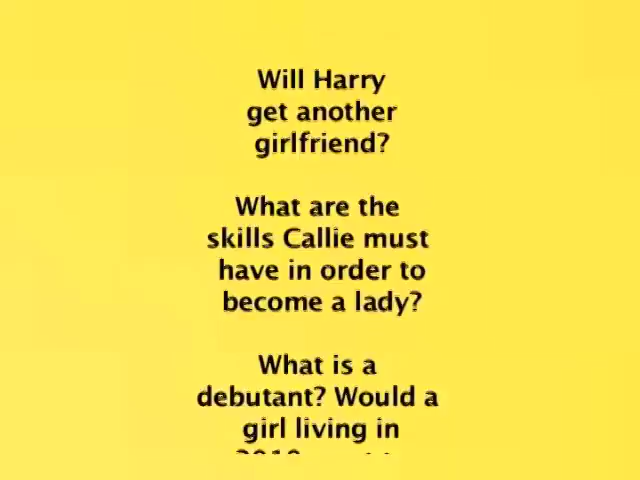 Will Harry
get another
girlfriend?
What are the
skills Callie must
have in order to
become a lady?
What is a
debutant? Would a
girl living in